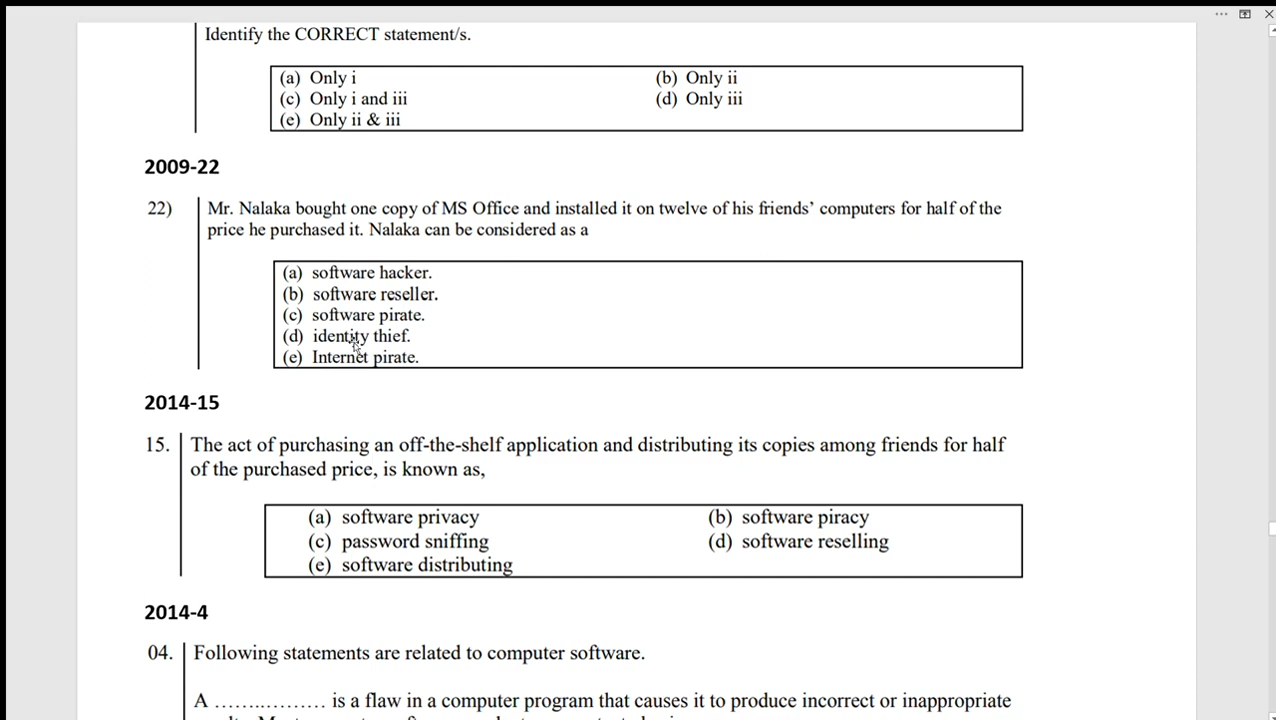 Identify the CORRECT statement/s.
(a) Only i (b) Only ii
(c) Only i and iii (d) Only iii
(e) Only ii & iii
2009-22
22) Mr. Nalaka bought one copy of MS Office and installed it on twelve of his friends’ computers for half of the
price he purchased it. Nalaka can be considered as a
(a) software hacker.
(b) software reseller.
(c) software pirate.
(d) identity thief.
(e) Internet pirate.
2014-15
15. The act of purchasing an off-the-shelf application and distributing its copies among friends for half
of the purchased price, is known as,
(a) software privacy (b) software piracy
(c) password sniffing (d) software reselling
(e) software distributing
2014-4
04. Following statements are related to computer software.
A ………………… is a flaw in a computer program that causes it to produce incorrect or inappropriate